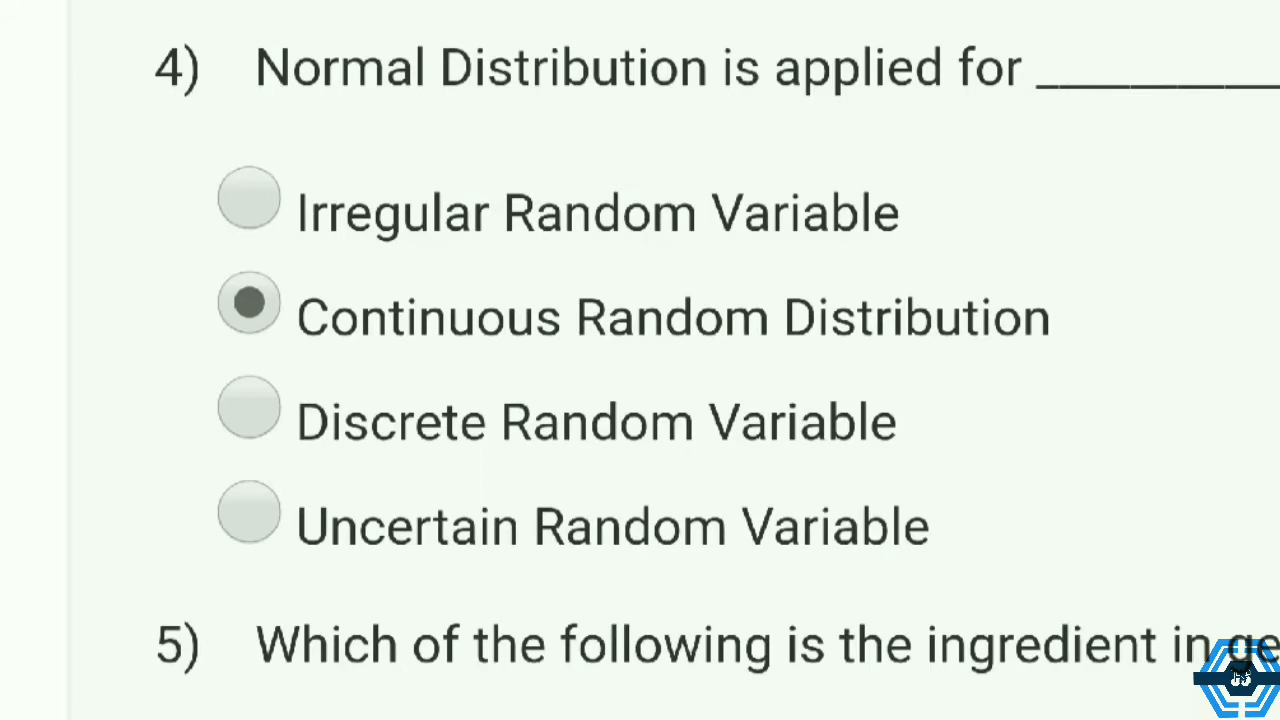 4) Normal Distribution is applied for __________
Irregular Random Variable
Continuous Random Distribution
Discrete Random Variable
Uncertain Random Variable
5) Which of the following is the ingredient in